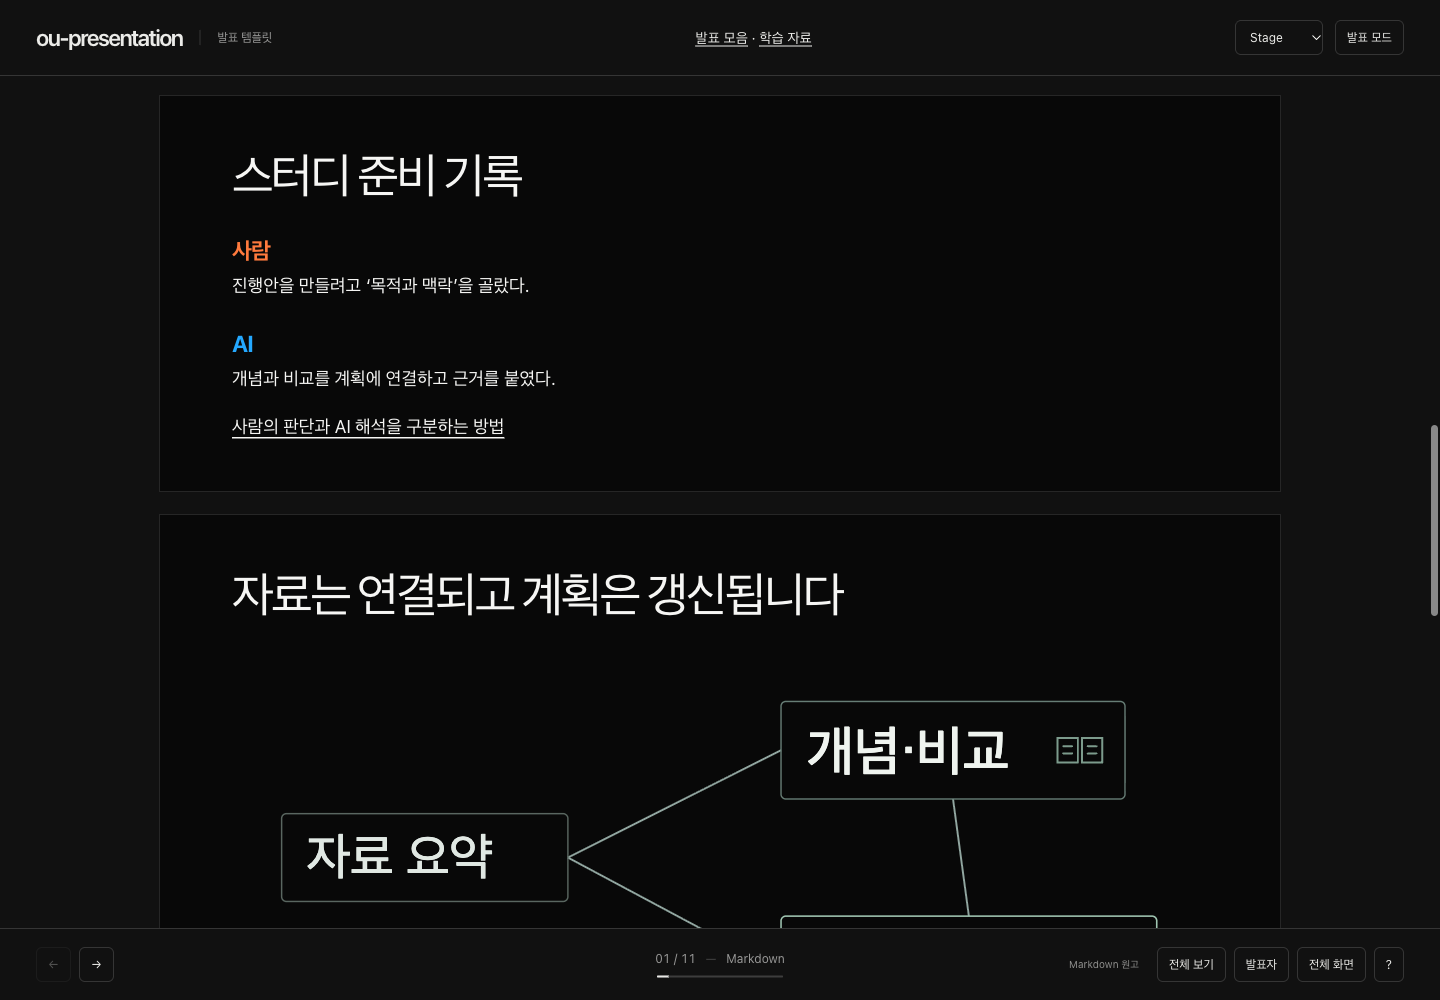 ou-presentation
발표 템플릿
발표 모음 · 학습 자료
Stage
발표 모드
스터디 준비 기록
사람
진행안을 만들려고 ‘목적과 맥락’을 골랐다.
AI
개념과 비교를 계획에 연결하고 근거를 붙였다.
사람의 판단과 AI 해석을 구분하는 방법
자료는 연결되고 계획은 갱신됩니다
개념·비교
자료 요약
←
→
01 / 11 — Markdown
Markdown 원고
전체 보기
발표자
전체 화면
?